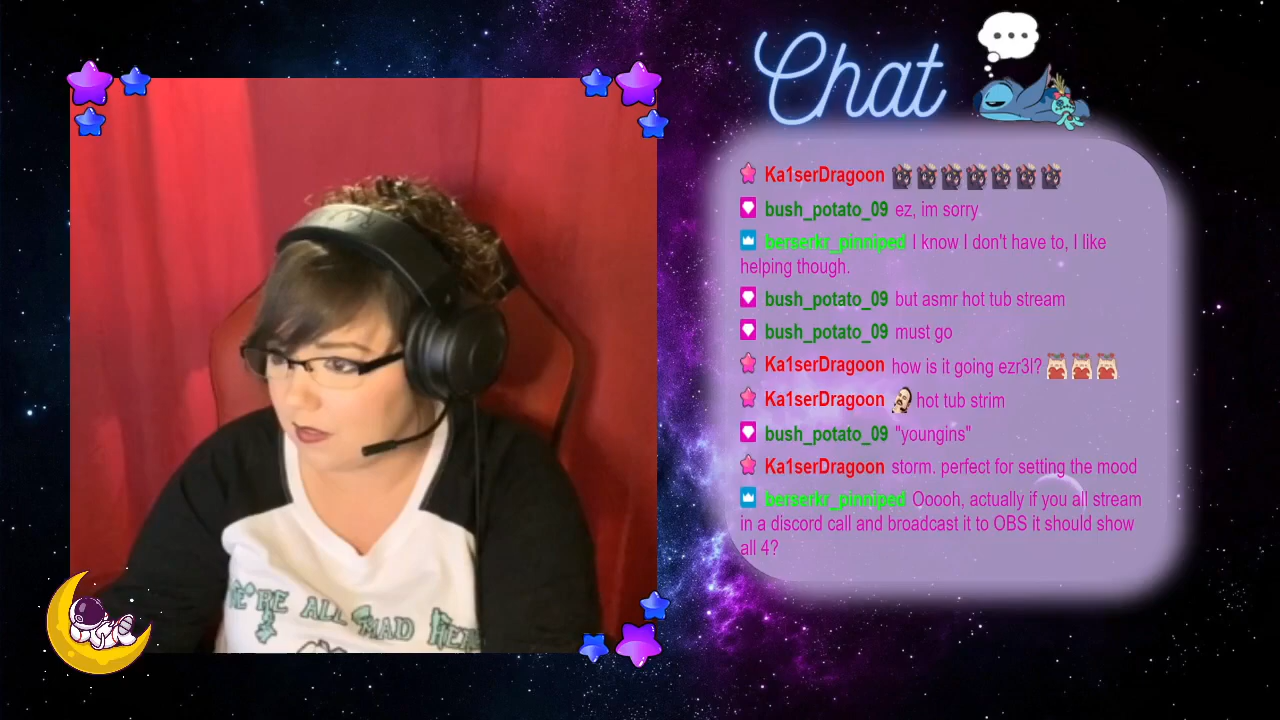 Chat
Ka1serDragoon
bush_potato_09 ez, im sorry
berserkr_pinniped I know I don't have to, I like
helping though.
bush_potato_09 but asmr hot tub stream
bush_potato_09 must go
Ka1serDragoon how is it going ezr3l?
Ka1serDragoon hot tub strim
bush_potato_09 "youngins"
Ka1serDragoon storm. perfect for setting the mood
berserkr_pinniped Ooooh, actually if you all stream
in a discord call and broadcast it to OBS it should show
all 4?
WE'RE ALL MAD HERE